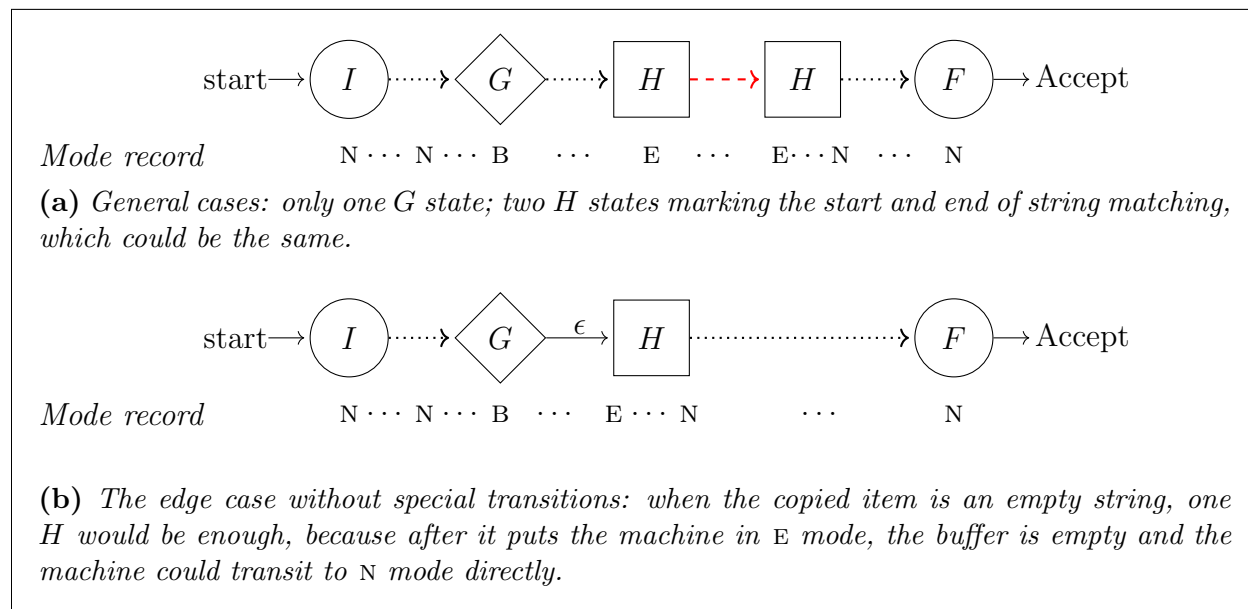 start I G H H F Accept
Mode record N ··· N ··· B ··· E ··· E ··· N ··· N
(a) General cases: only one G state; two H states marking the start and end of string matching,
which could be the same.
start I G ϵ H F Accept
Mode record N ··· N ··· B ··· E ··· N ··· N
(b) The edge case without special transitions: when the copied item is an empty string, one
H would be enough, because after it puts the machine in E mode, the buffer is empty and the
machine could transit to N mode directly.